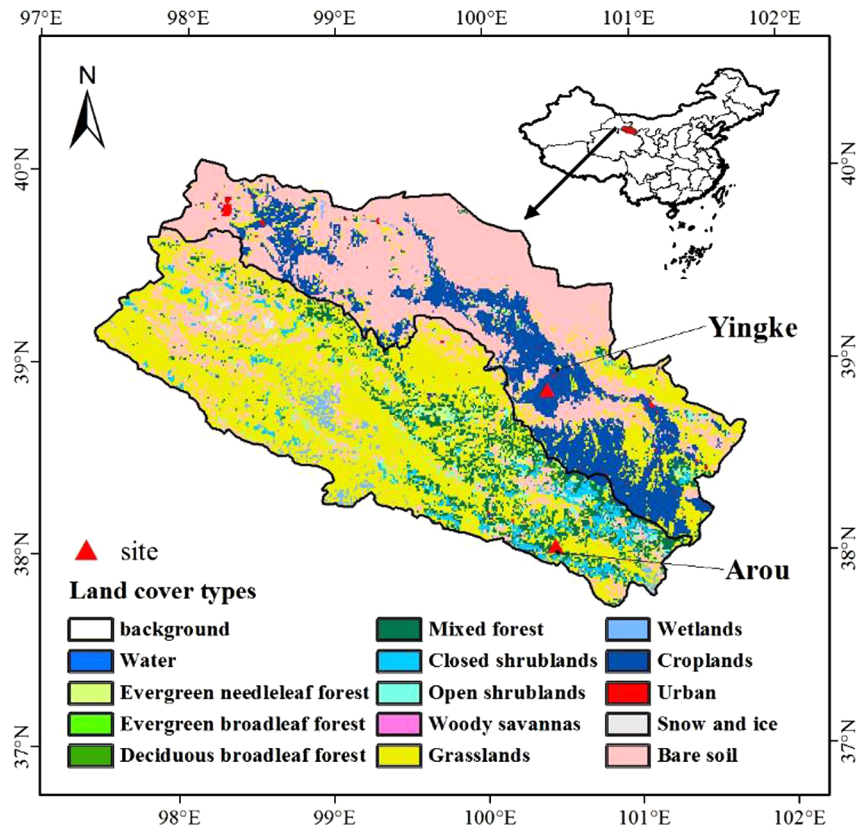 97°E 98°E 99°E 100°E 101°E 102°E
N
40°N 40°N
Yingke
39°N 39°N
38°N 38°N
site
Arou
Land cover types
background Mixed forest Wetlands
Water Closed shrublands Croplands
Evergreen needleleaf forest Open shrublands Urban
Evergreen broadleaf forest Woody savannas Snow and ice
Deciduous broadleaf forest Grasslands Bare soil
37°N 37°N
98°E 99°E 100°E 101°E 102°E